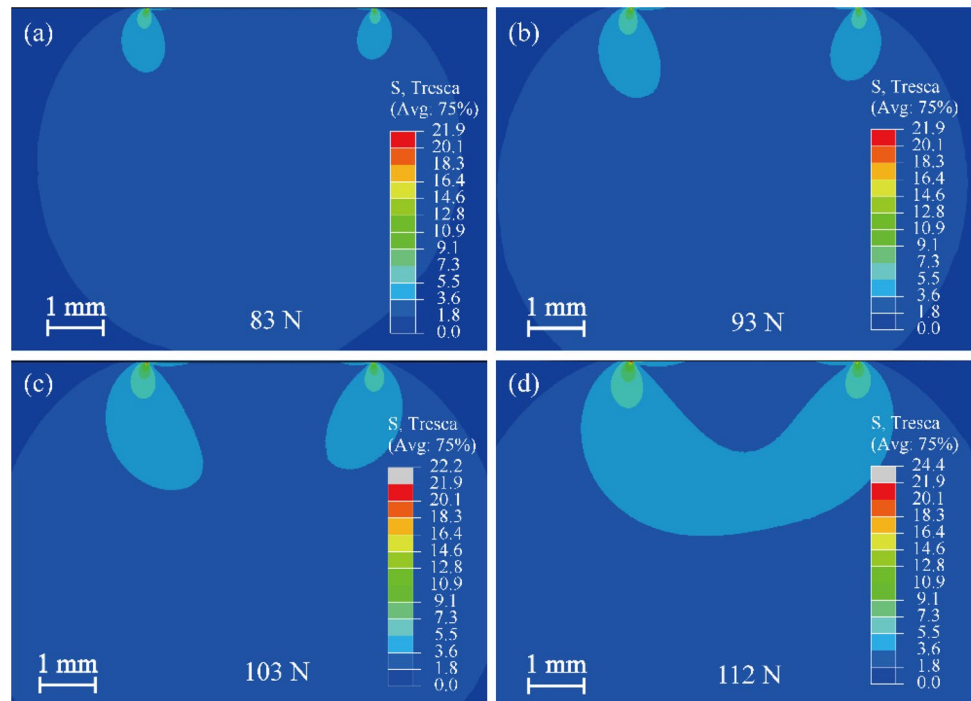 (a)
S, Tresca
(Avg: 75%)
21.9
20.1
18.3
16.4
14.6
12.8
10.9
9.1
7.3
5.5
3.6
1.8
0.0
1 mm
83 N
(b)
S, Tresca
(Avg: 75%)
21.9
20.1
18.3
16.4
14.6
12.8
10.9
9.1
7.3
5.5
3.6
1.8
0.0
1 mm
93 N
(c)
S, Tresca
(Avg: 75%)
22.2
21.9
20.1
18.3
16.4
14.6
12.8
10.9
9.1
7.3
5.5
3.6
1.8
0.0
1 mm
103 N
(d)
S, Tresca
(Avg: 75%)
24.4
21.9
20.1
18.3
16.4
14.6
12.8
10.9
9.1
7.3
5.5
3.6
1.8
0.0
1 mm
112 N